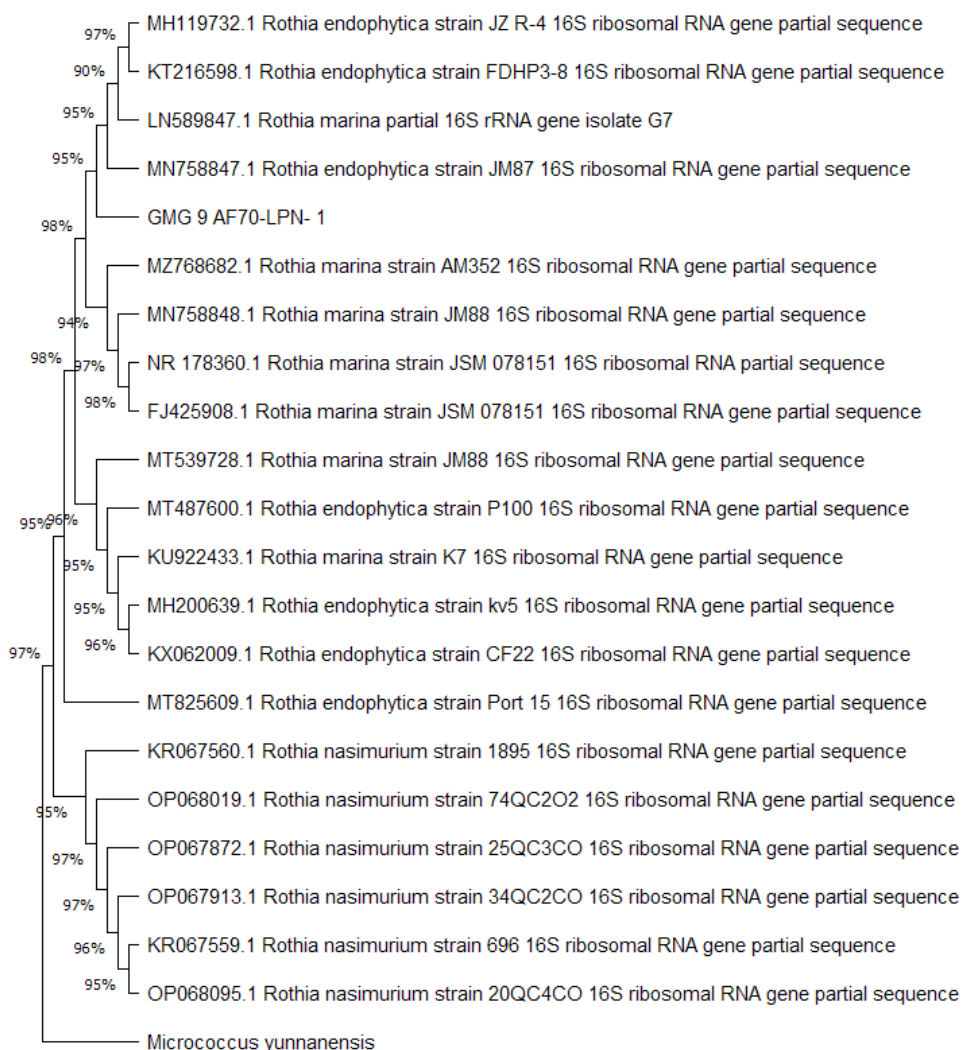 97%
MH119732.1 Rothia endophytica strain JZ R-4 16S ribosomal RNA gene partial sequence
90%
KT216598.1 Rothia endophytica strain FDHP3-8 16S ribosomal RNA gene partial sequence
95%
LN589847.1 Rothia marina partial 16S rRNA gene isolate G7
95%
MN758847.1 Rothia endophytica strain JM87 16S ribosomal RNA gene partial sequence
98%
GMG 9 AF70-LPN- 1
MZ768682.1 Rothia marina strain AM352 16S ribosomal RNA gene partial sequence
94%
MN758848.1 Rothia marina strain JM88 16S ribosomal RNA gene partial sequence
98%
97%
NR 178360.1 Rothia marina strain JSM 078151 16S ribosomal RNA partial sequence
98%
FJ425908.1 Rothia marina strain JSM 078151 16S ribosomal RNA gene partial sequence
MT539728.1 Rothia marina strain JM88 16S ribosomal RNA gene partial sequence
95%
96%
MT487600.1 Rothia endophytica strain P100 16S ribosomal RNA gene partial sequence
95%
KU922433.1 Rothia marina strain K7 16S ribosomal RNA gene partial sequence
95%
MH200639.1 Rothia endophytica strain kv5 16S ribosomal RNA gene partial sequence
97%
96%
KX062009.1 Rothia endophytica strain CF22 16S ribosomal RNA gene partial sequence
MT825609.1 Rothia endophytica strain Port 15 16S ribosomal RNA gene partial sequence
KR067560.1 Rothia nasimurium strain 1895 16S ribosomal RNA gene partial sequence
95%
OP068019.1 Rothia nasimurium strain 74QC2O2 16S ribosomal RNA gene partial sequence
97%
OP067872.1 Rothia nasimurium strain 25QC3CO 16S ribosomal RNA gene partial sequence
97%
OP067913.1 Rothia nasimurium strain 34QC2CO 16S ribosomal RNA gene partial sequence
96%
KR067559.1 Rothia nasimurium strain 696 16S ribosomal RNA gene partial sequence
95%
OP068095.1 Rothia nasimurium strain 20QC4CO 16S ribosomal RNA gene partial sequence
Micrococcus yunnanensis